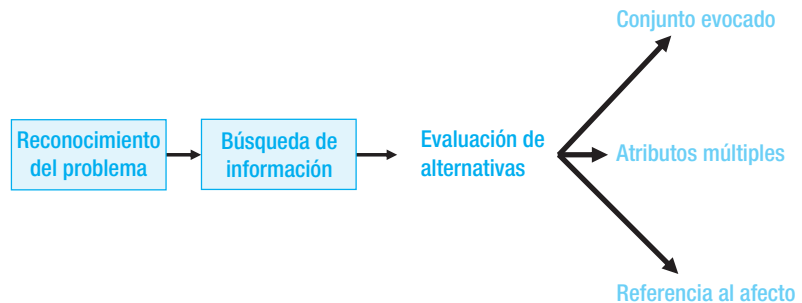 Conjunto evocado
Reconocimiento
del problema
Búsqueda de
información
Evaluación de
alternativas
Atributos múltiples
Referencia al afecto